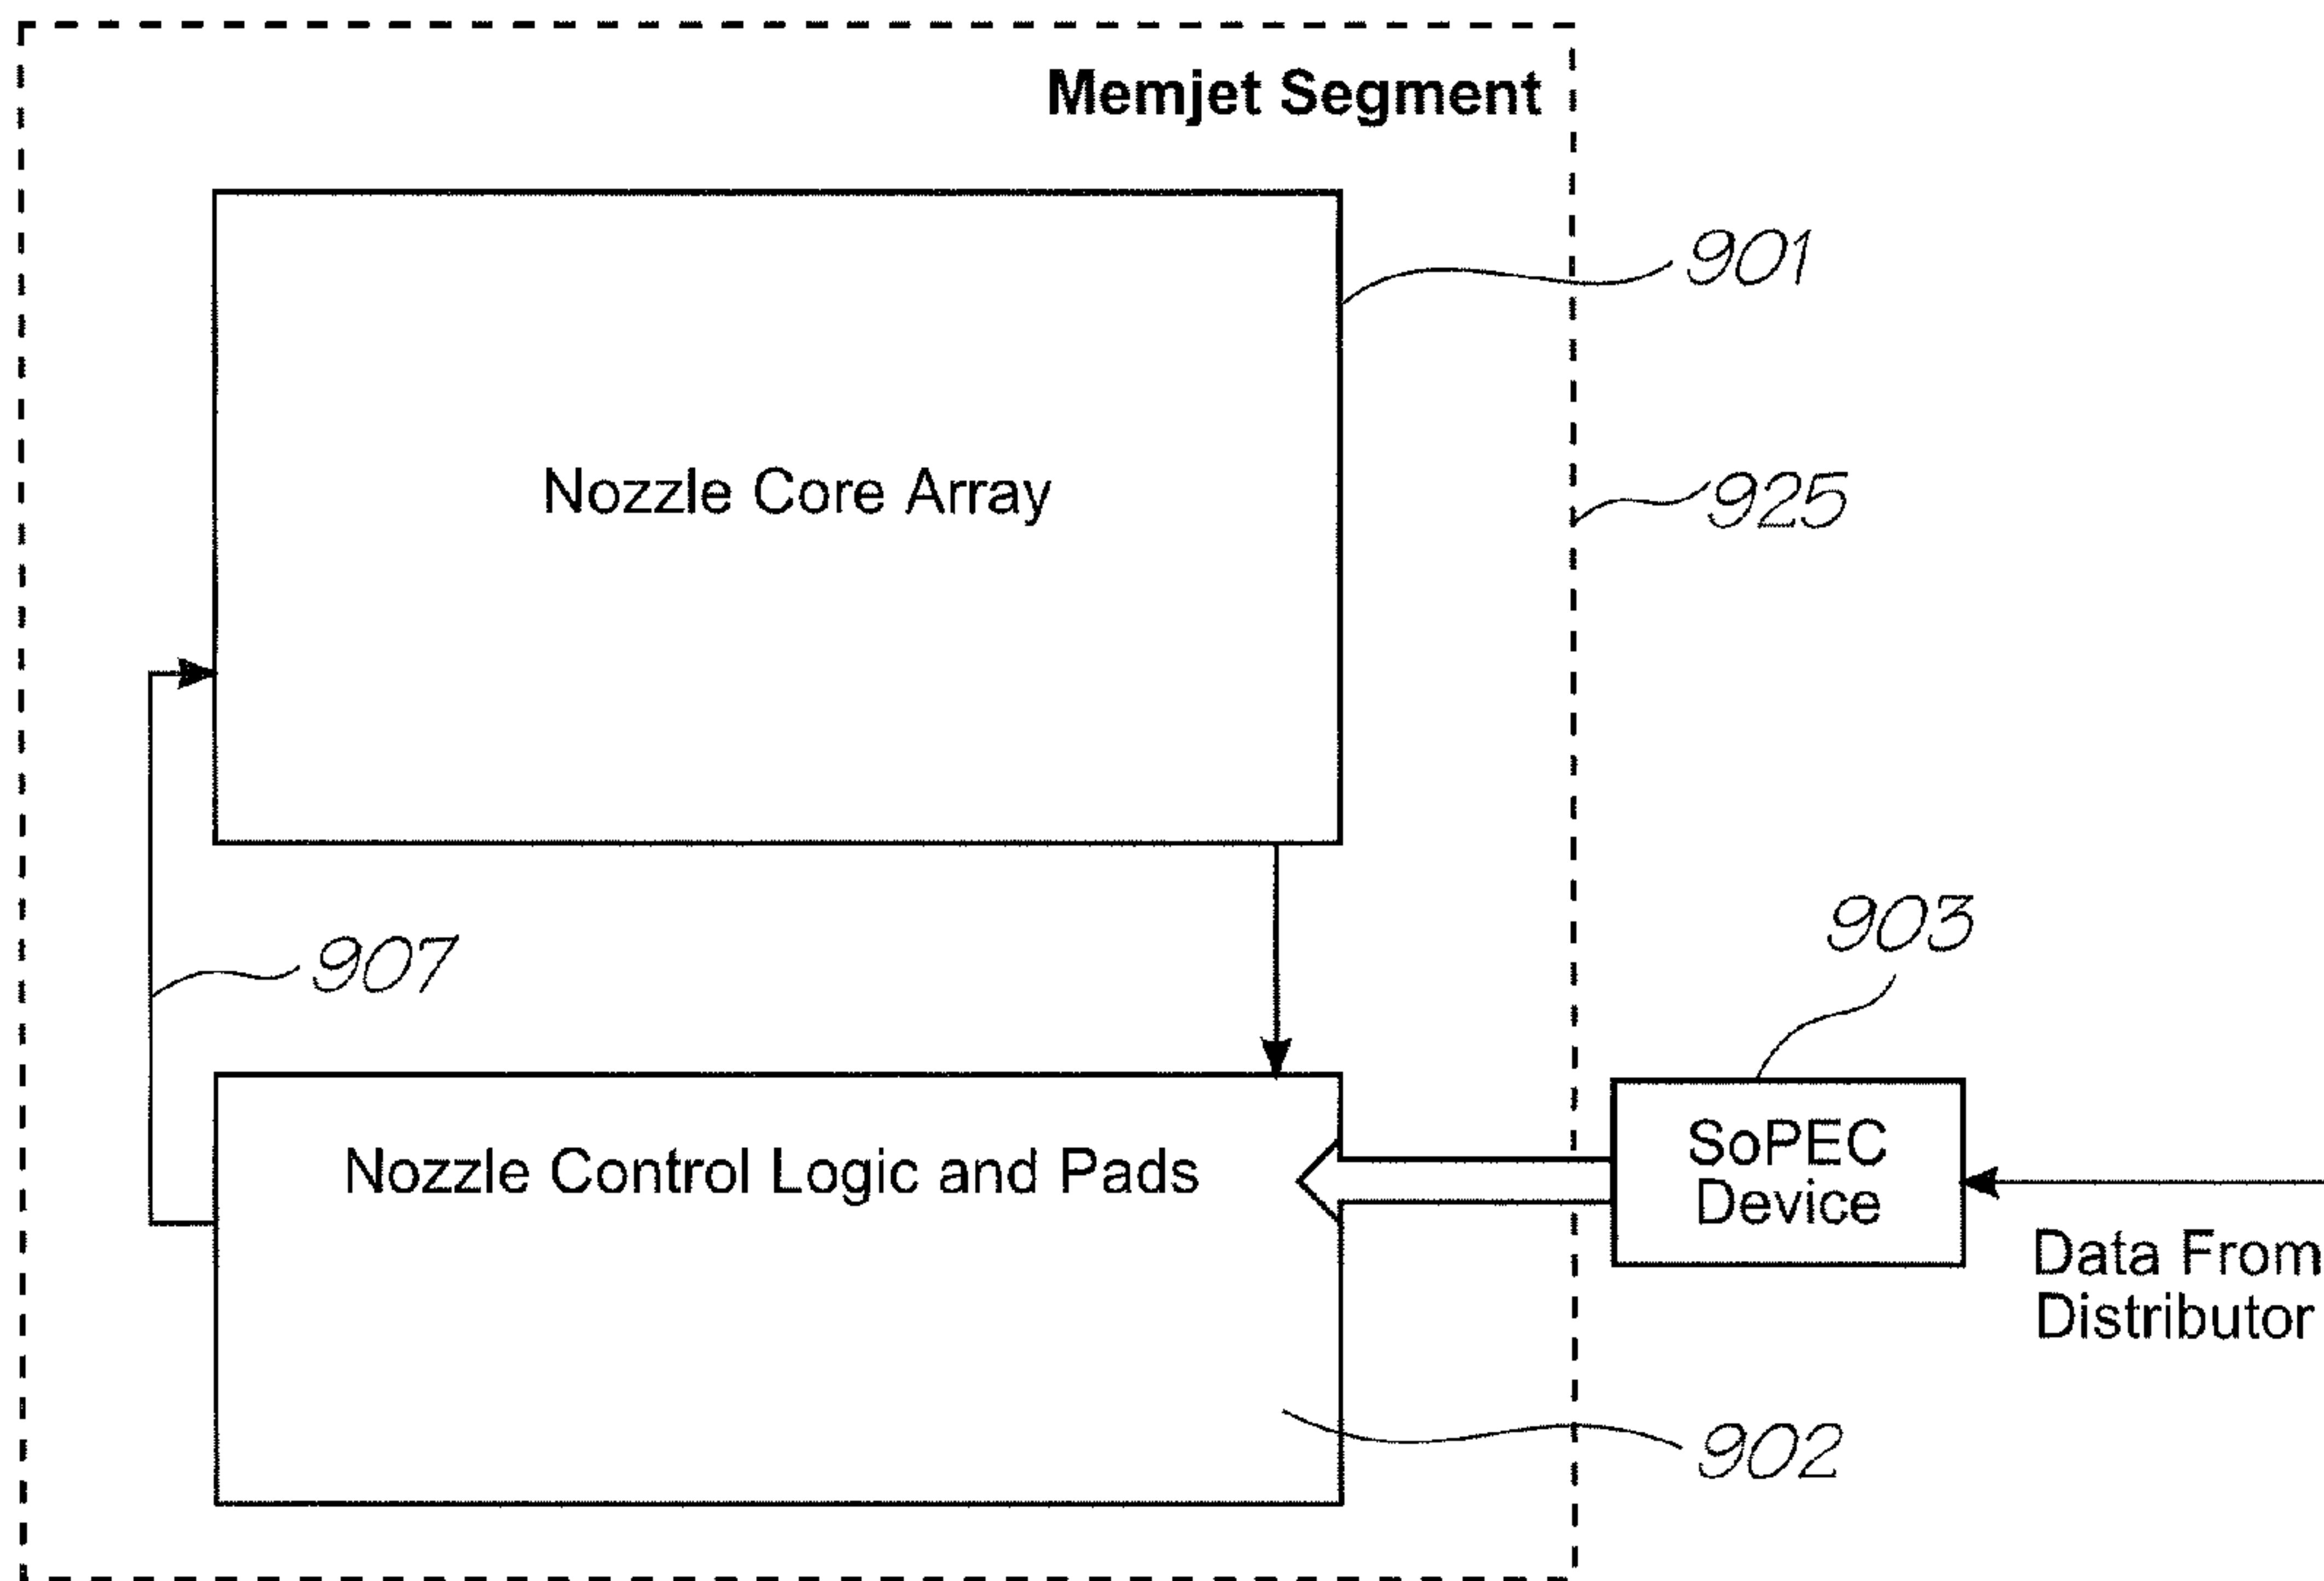 Memjet Segment
901
Nozzle Core Array
925
903
907
SoPEC
Device
Nozzle Control Logic and Pads
Data From
Distributor
902